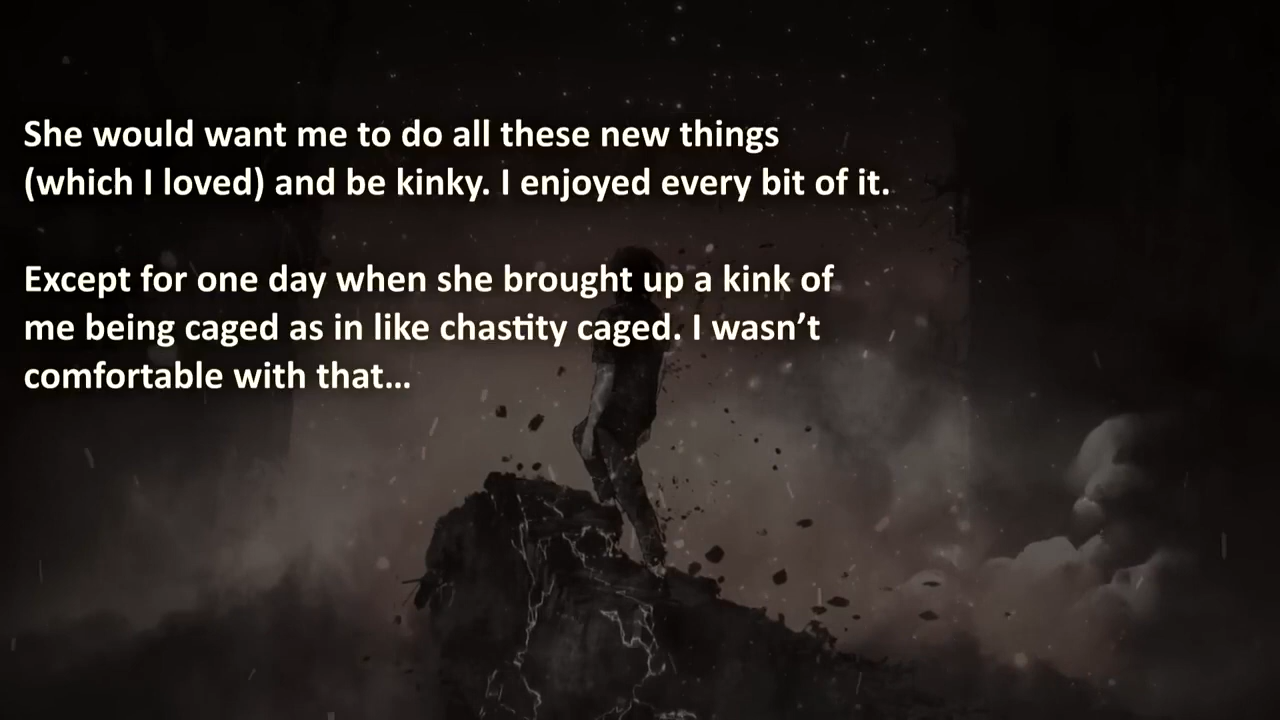 She would want me to do all these new things
(which I loved) and be kinky. I enjoyed every bit of it.
Except for one day when she brought up a kink of
me being caged as in like chastity caged. I wasn’t
comfortable with that…